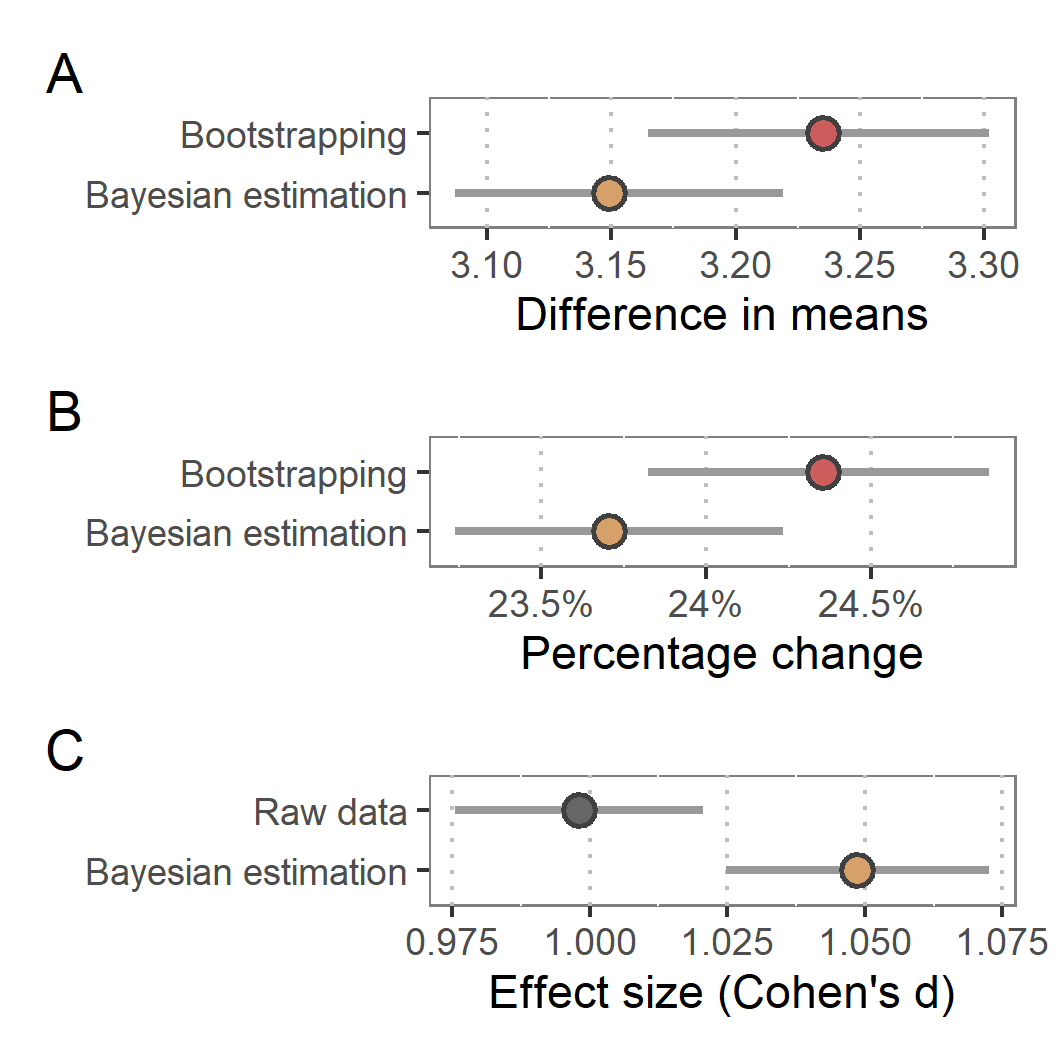 A
Bootstrapping
Bayesian estimation
3.10 3.15 3.20 3.25 3.30
Difference in means
B
Bootstrapping
Bayesian estimation
23.5% 24% 24.5%
Percentage change
C
Raw data
Bayesian estimation
0.975 1.000 1.025 1.050 1.075
Effect size (Cohen's d)